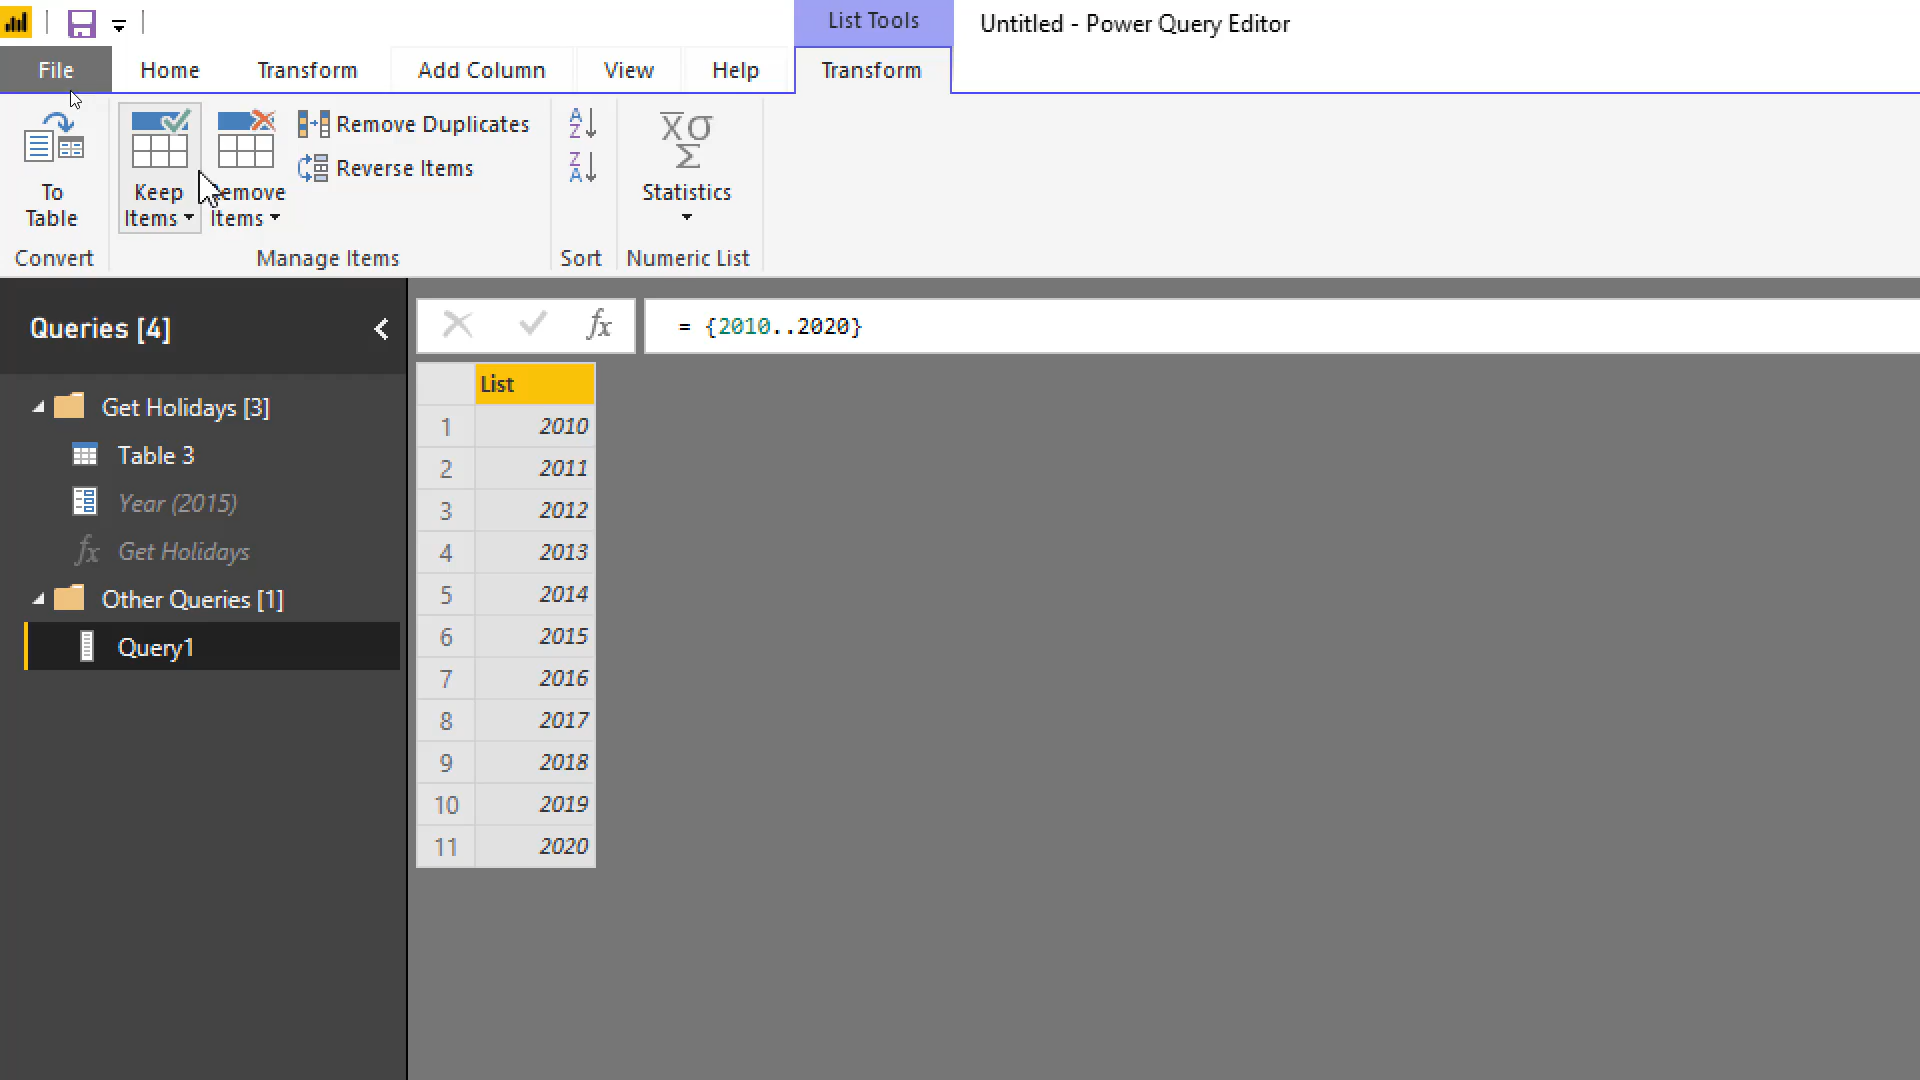 List Tools
Untitled - Power Query Editor
File
Home
Transform
Add Column
View
Help
Transform
To
Table
Keep
Items
emove
Items
Remove Duplicates
Reverse Items
A
Z
Z
A
X̅σ
Σ
Statistics
Convert
Manage Items
Sort
Numeric List
Queries [4]
fx
= {2010..2020}
Get Holidays [3]
Table 3
Year (2015)
fx Get Holidays
Other Queries [1]
Query1
List
1 2010
2 2011
3 2012
4 2013
5 2014
6 2015
7 2016
8 2017
9 2018
10 2019
11 2020